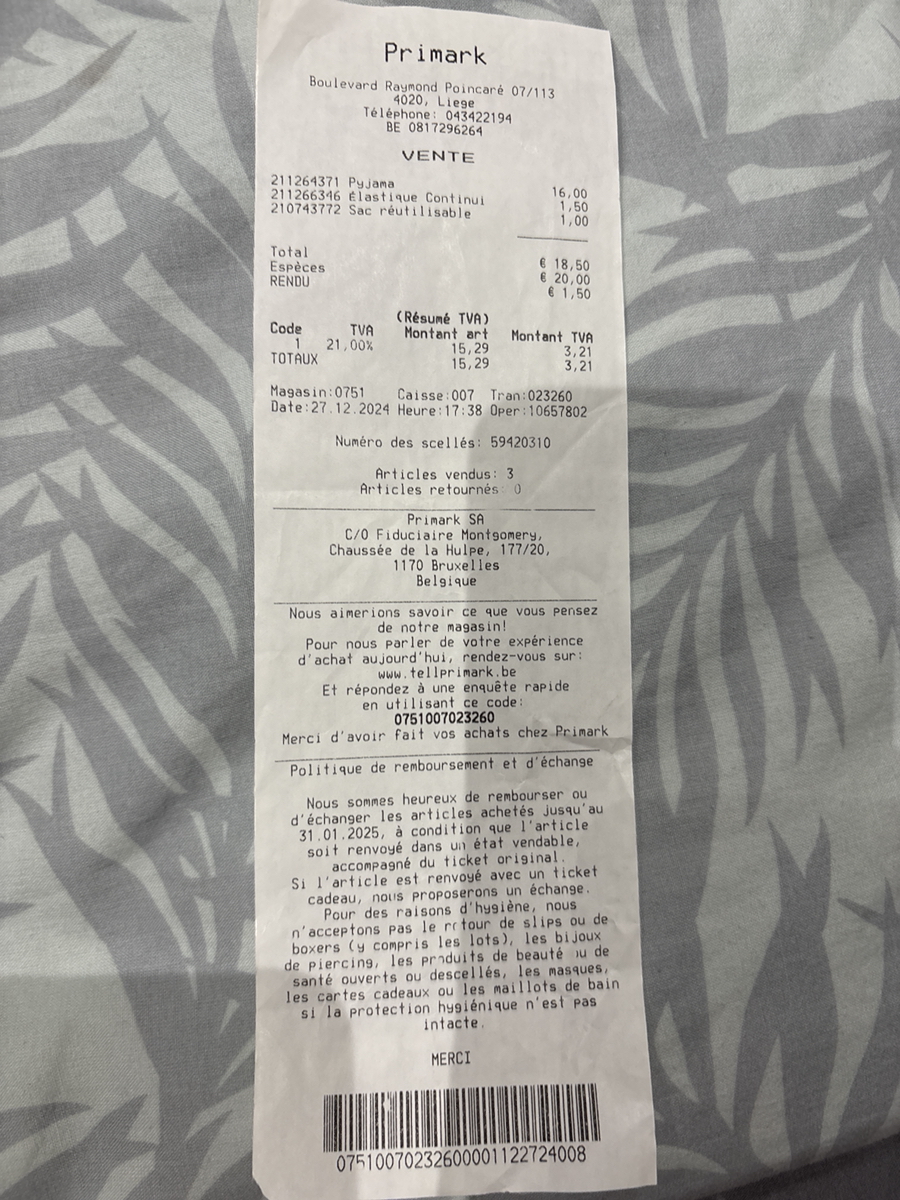 Primark
Boulevard Raymond Poincaré 07/113
4020, Liege
Téléphone: 043422194
BE 0817296264
VENTE
211264371 Pyjama 16,00
211266346 Élastique Continui 1,50
210743772 Sac réutilisable 1,00
Total € 18,50
Espèces € 20,00
RENDU € 1,50
(Résumé TVA)
Code TVA Montant art Montant TVA
1 21,00% 15,29 3,21
TOTAUX 15,29 3,21
Magasin:0751 Caisse:007 Tran:023260
Date:27.12.2024 Heure:17:38 Oper:10657802
Numéro des scellés: 59420310
Articles vendus: 3
Articles retournés: 0
Primark SA
C/O Fiduciaire Montgomery,
Chaussée de la Hulpe, 177/20,
1170 Bruxelles
Belgique
Nous aimerions savoir ce que vous pensez
de notre magasin!
Pour nous parler de votre expérience
d'achat aujourd'hui, rendez-vous sur:
www.tellprimark.be
Et répondez à une enquête rapide
en utilisant ce code:
0751007023260
Merci d'avoir fait vos achats chez Primark
Politique de remboursement et d'échange
Nous sommes heureux de rembourser ou
d'échanger les articles achetés jusqu'au
31.01.2025, à condition que l'article
soit renvoyé dans un état vendable,
accompagné du ticket original.
Si l'article est renvoyé avec un ticket
cadeau, nous proposerons un échange.
Pour des raisons d'hygiène, nous
n'acceptons pas le retour de slips ou de
boxers (y compris les lots), les bijoux
de piercing, les produits de beauté ou de
santé ouverts ou descellés, les masques,
les cartes cadeaux ou les maillots de bain
si la protection hygiénique n'est pas
intacte.
MERCI
075100702326000001122724008